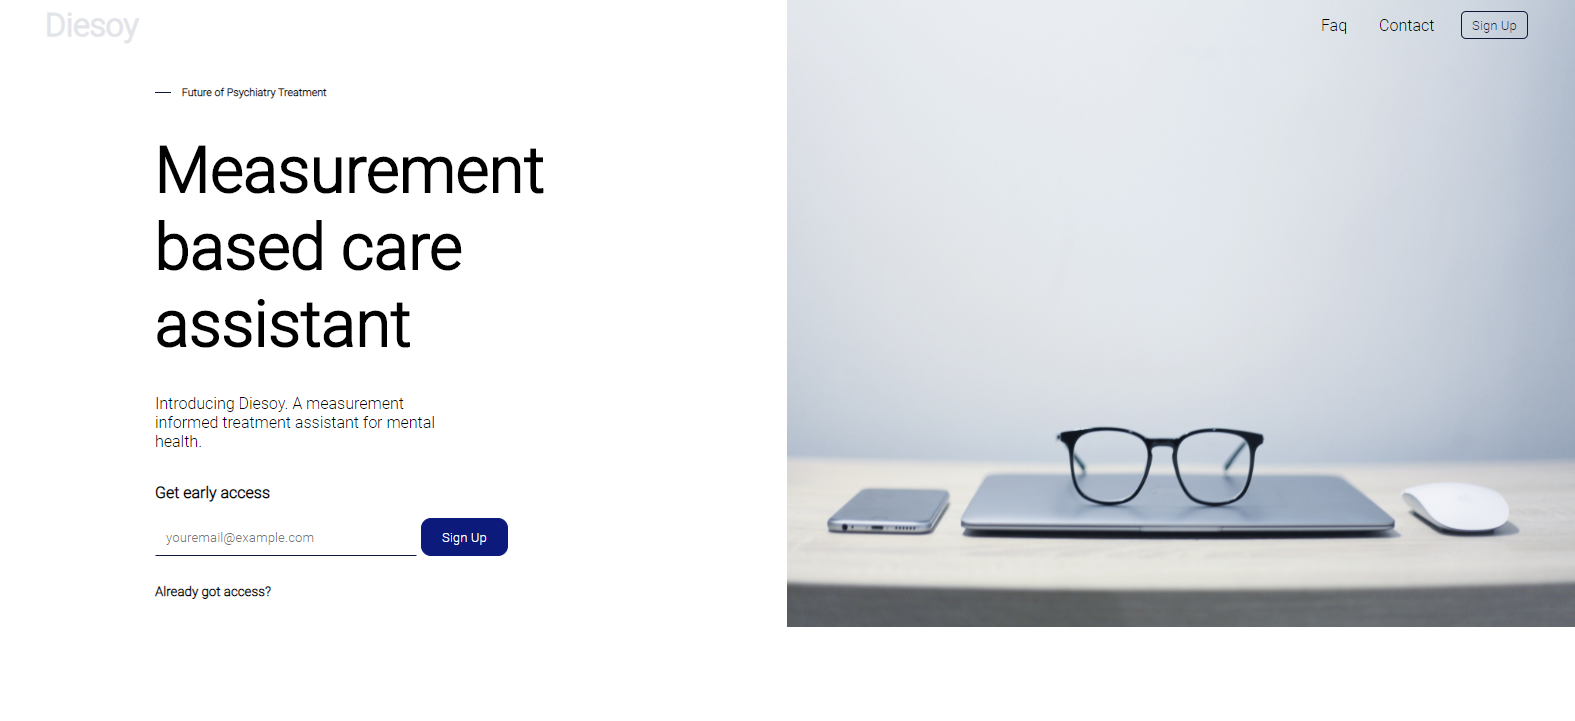 Diesoy
Faq
Contact
Sign Up
Future of Psychiatry Treatment
Measurement
based care
assistant
Introducing Diesoy. A measurement
informed treatment assistant for mental
health.
Get early access
youremail@example.com
Sign Up
Already got access?